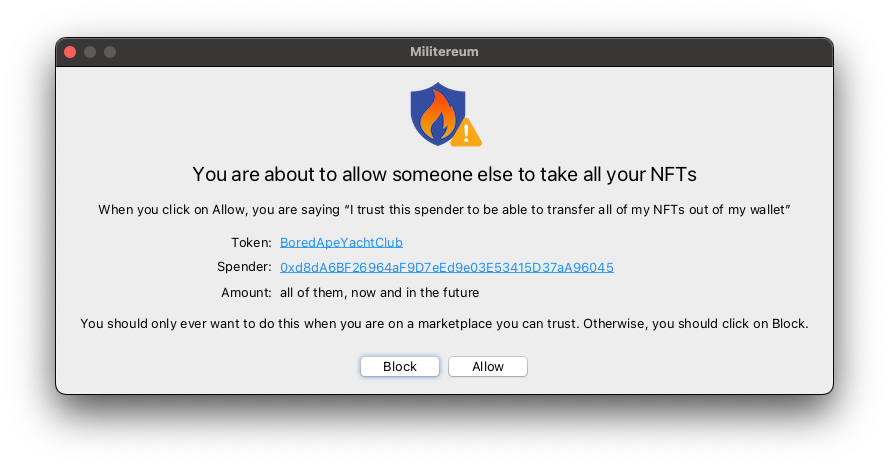 Militereum
You are about to allow someone else to take all your NFTs
When you click on Allow, you are saying “I trust this spender to be able to transfer all of my NFTs out of my wallet”
Token: BoredApeYachtClub
Spender: 0xd8dA6BF26964aF9D7eEd9e03E53415D37aA96045
Amount: all of them, now and in the future
You should only ever want to do this when you are on a marketplace you can trust. Otherwise, you should click on Block.
Block Allow